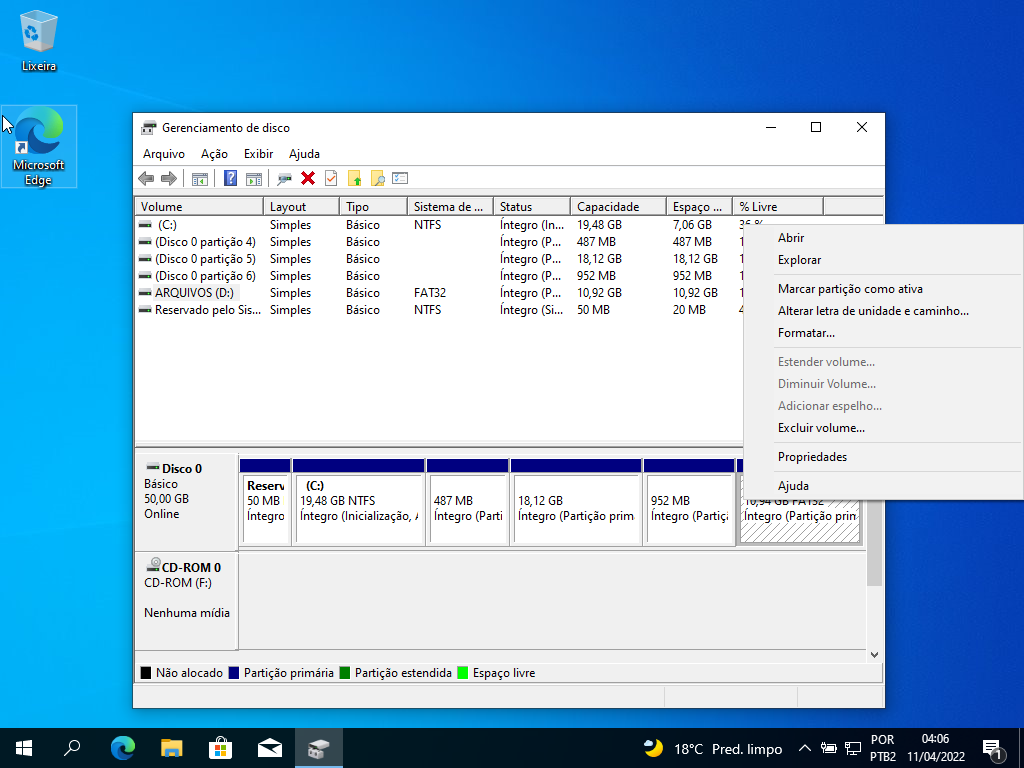 Lixeira
Microsoft
Edge
Gerenciamento de disco
Arquivo Ação Exibir Ajuda
Volume Layout Tipo Sistema de ... Status Capacidade Espaço ... % Livre
(C:) Simples Básico NTFS Íntegro (In... 19,48 GB 7,06 GB 36 %
(Disco 0 partição 4) Simples Básico Íntegro (P... 487 MB 487 MB 1
(Disco 0 partição 5) Simples Básico Íntegro (P... 18,12 GB 18,12 GB 1
(Disco 0 partição 6) Simples Básico Íntegro (P... 952 MB 952 MB 1
ARQUIVOS (D:) Simples Básico FAT32 Íntegro (P... 10,92 GB 10,92 GB 1
Reservado pelo Sis... Simples Básico NTFS Íntegro (Si... 50 MB 20 MB 4
Abrir
Explorar
Marcar partição como ativa
Alterar letra de unidade e caminho...
Formatar...
Estender volume...
Diminuir Volume...
Adicionar espelho...
Excluir volume...
Propriedades
Ajuda
Disco 0
Básico
50,00 GB
Online
Reserv
50 MB
Íntegro
(C:)
19,48 GB NTFS
Íntegro (Inicialização, A
487 MB
Íntegro (Parti
18,12 GB
Íntegro (Partição prim
952 MB
Íntegro (Partiç
10,94 GB FAT32
Íntegro (Partição prin
CD-ROM 0
CD-ROM (F:)
Nenhuma mídia
Não alocado Partição primária Partição estendida Espaço livre
18°C Pred. limpo
POR
PTB2
04:06
11/04/2022
1